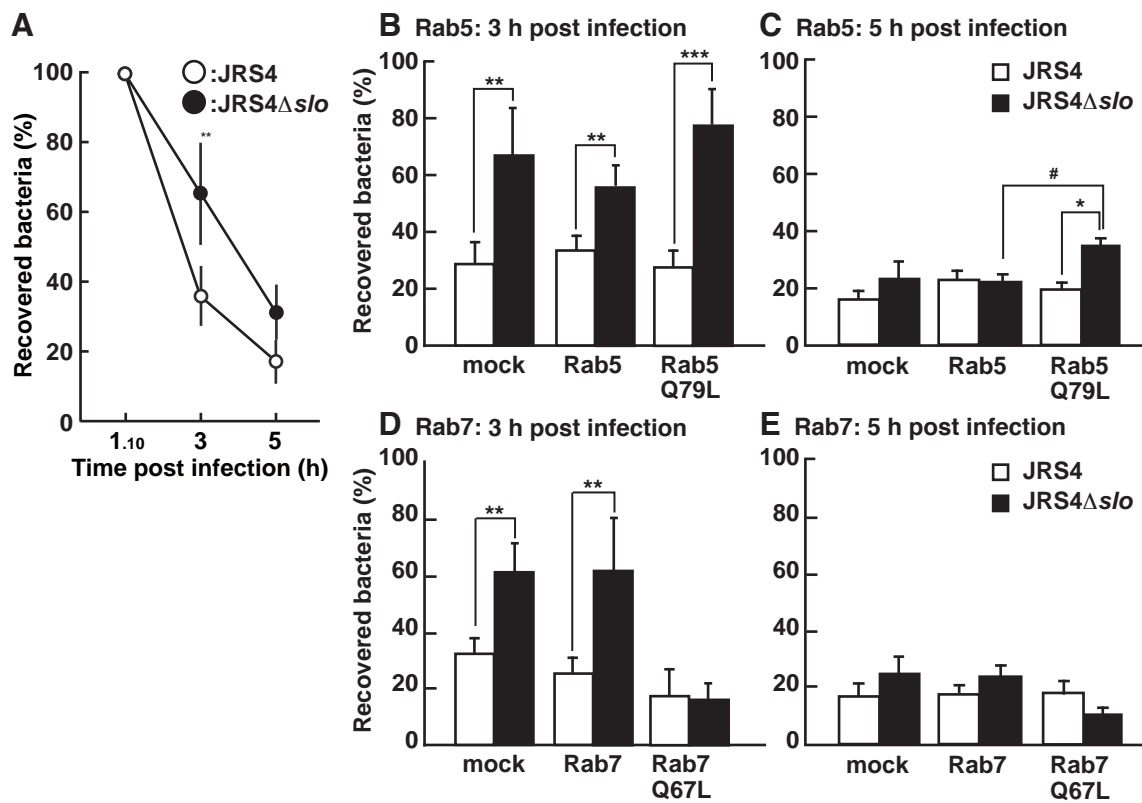 A
Recovered bacteria (%)
100
80
60
40
20
0
:JRS4
:JRS4Δslo
**
1.10 3 5
Time post infection (h)
B Rab5: 3 h post infection
Recovered bacteria (%)
100
80
60
40
20
0
** ** ***
mock Rab5 Rab5
Q79L
C Rab5: 5 h post infection
100
80
60
40
20
0
JRS4
JRS4Δslo
#
*
mock Rab5 Rab5
Q79L
D Rab7: 3 h post infection
Recovered bacteria (%)
100
80
60
40
20
0
** **
mock Rab7 Rab7
Q67L
E Rab7: 5 h post infection
100
80
60
40
20
0
JRS4
JRS4Δslo
mock Rab7 Rab7
Q67L